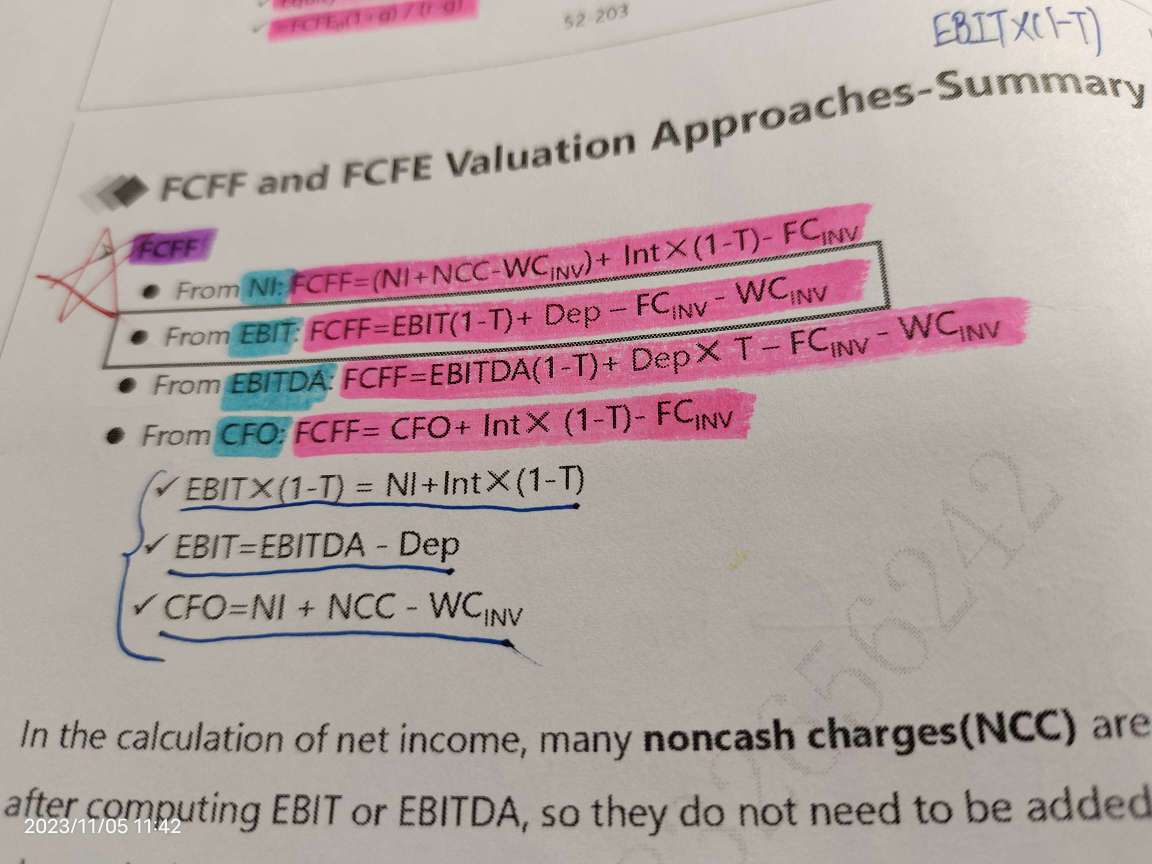 =FCFE₀(1+g) / (r-g)
52-203
EBIT×(1-T)
FCFF and FCFE Valuation Approaches-Summary
FCFF
From NI: FCFF=(NI+NCC-WCINV)+ Int×(1-T)- FCINV
From EBIT: FCFF=EBIT(1-T)+ Dep – FCINV - WCINV
From EBITDA: FCFF=EBITDA(1-T)+ Dep× T – FCINV - WCINV
From CFO: FCFF= CFO+ Int× (1-T)- FCINV
✓ EBIT×(1-T) = NI+Int×(1-T)
✓ EBIT=EBITDA - Dep
✓ CFO=NI + NCC - WCINV
In the calculation of net income, many noncash charges(NCC) are
after computing EBIT or EBITDA, so they do not need to be added
2023/11/05 11:42